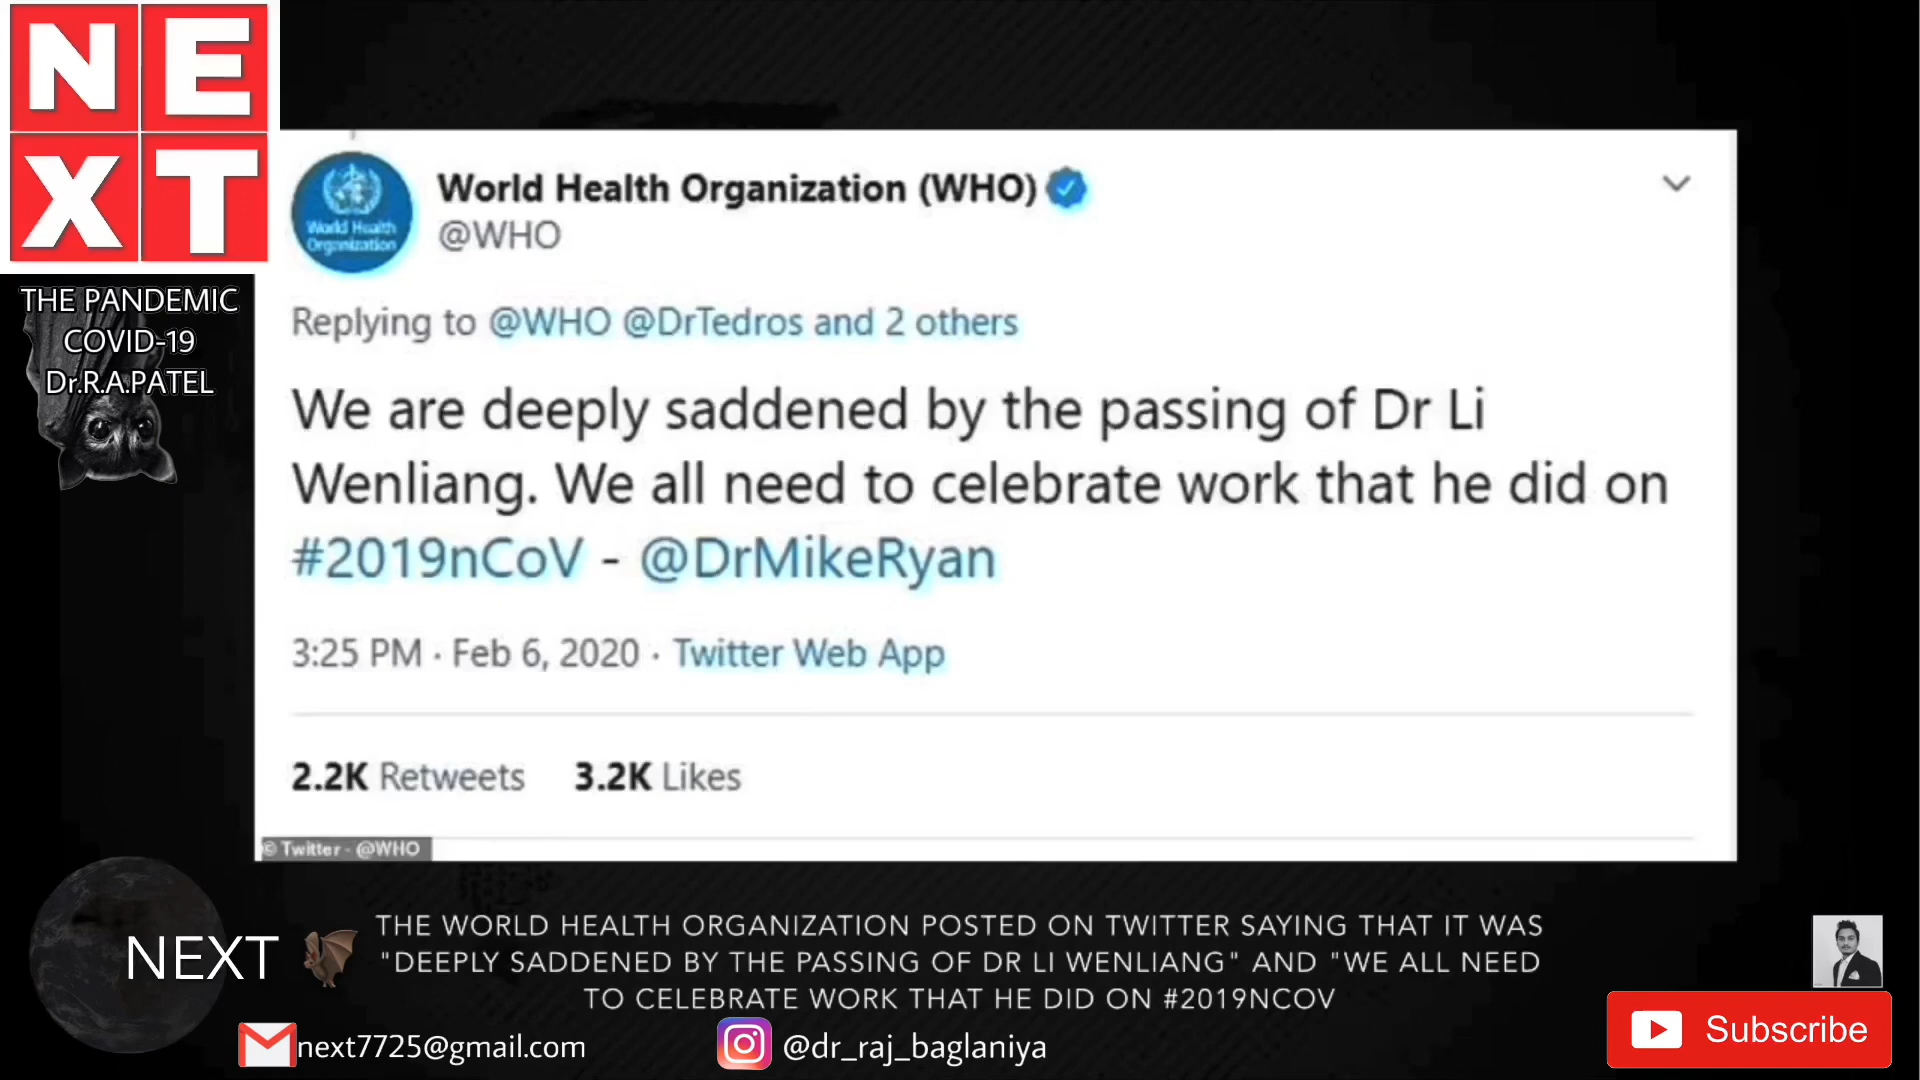 NE
XT
THE PANDEMIC
COVID-19
Dr.R.A.PATEL
World Health Organization (WHO)
@WHO
World Health
Organization
Replying to @WHO @DrTedros and 2 others
We are deeply saddened by the passing of Dr Li
Wenliang. We all need to celebrate work that he did on
#2019nCoV - @DrMikeRyan
3:25 PM · Feb 6, 2020 · Twitter Web App
2.2K Retweets 3.2K Likes
© Twitter - @WHO
NEXT
THE WORLD HEALTH ORGANIZATION POSTED ON TWITTER SAYING THAT IT WAS
"DEEPLY SADDENED BY THE PASSING OF DR LI WENLIANG" AND "WE ALL NEED
TO CELEBRATE WORK THAT HE DID ON #2019NCOV
next7725@gmail.com
@dr_raj_baglaniya
Subscribe